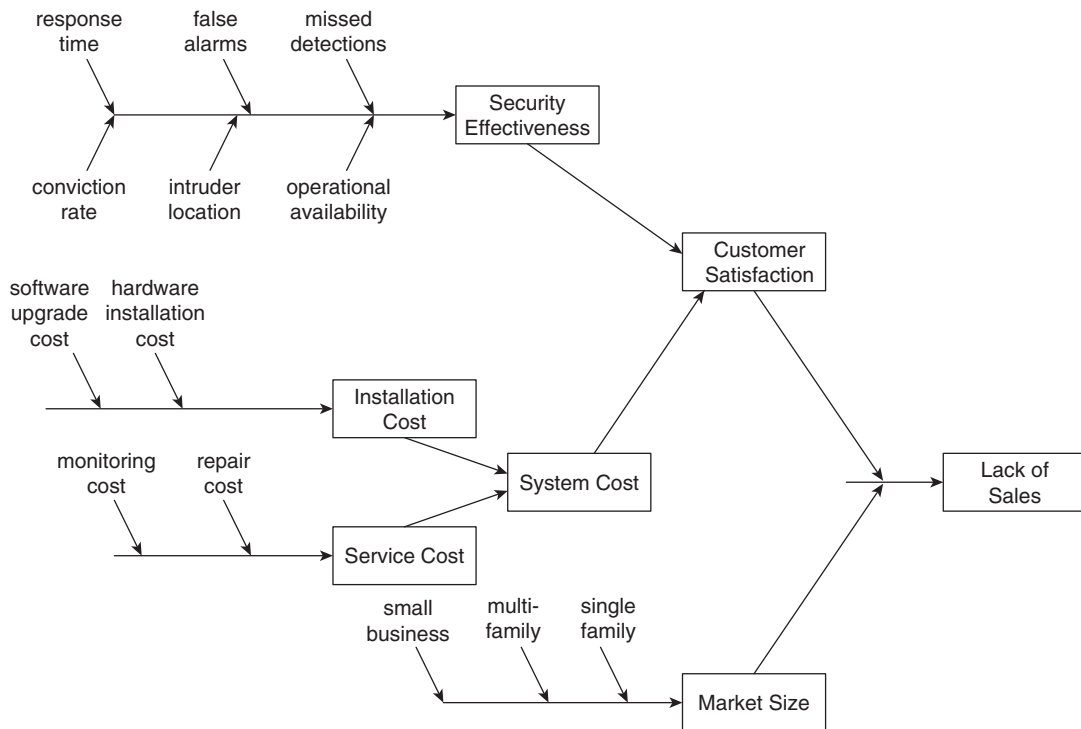 response
time
false
alarms
missed
detections
Security
Effectiveness
conviction
rate
intruder
location
operational
availability
Customer
Satisfaction
software
upgrade
cost
hardware
installation
cost
Installation
Cost
monitoring
cost
repair
cost
System Cost
Lack of
Sales
Service Cost
small
business
multi-
family
single
family
Market Size